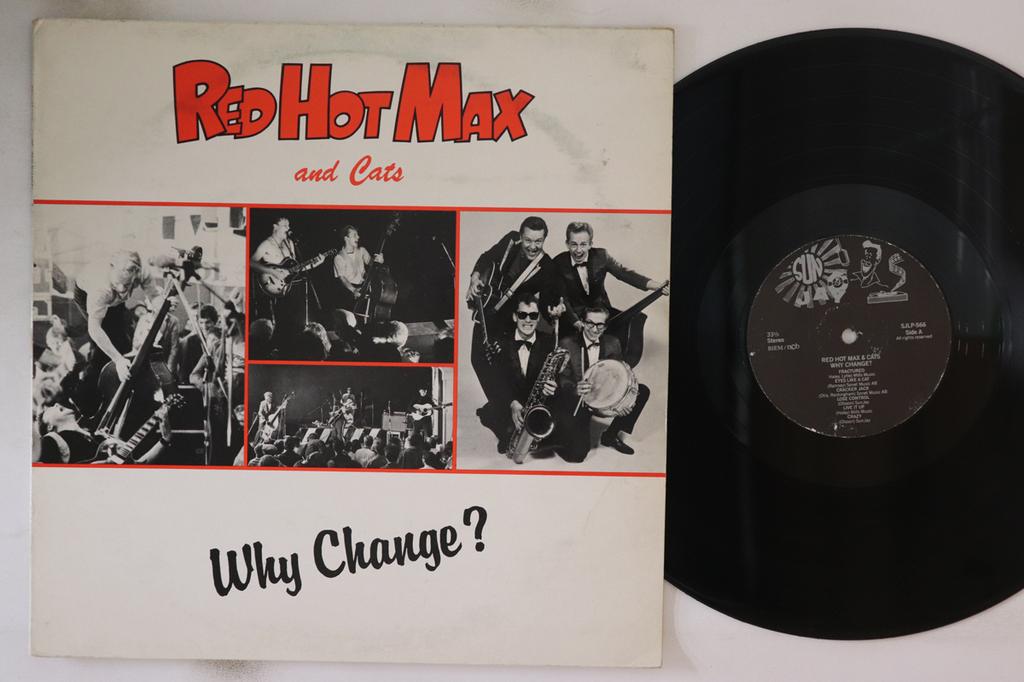 RED HOT MAX
and Cats
Why Change?
SUN
33⅓
Stereo
BIEM/ncb
SJLP-566
Side A
All rights reserved
RED HOT MAX & CATS
WHY CHANGE?
FRACTURED
EYES LIKE A CAT
CRACKER JACK
LOSE CONTROL
LIVE IT UP
CRAZY